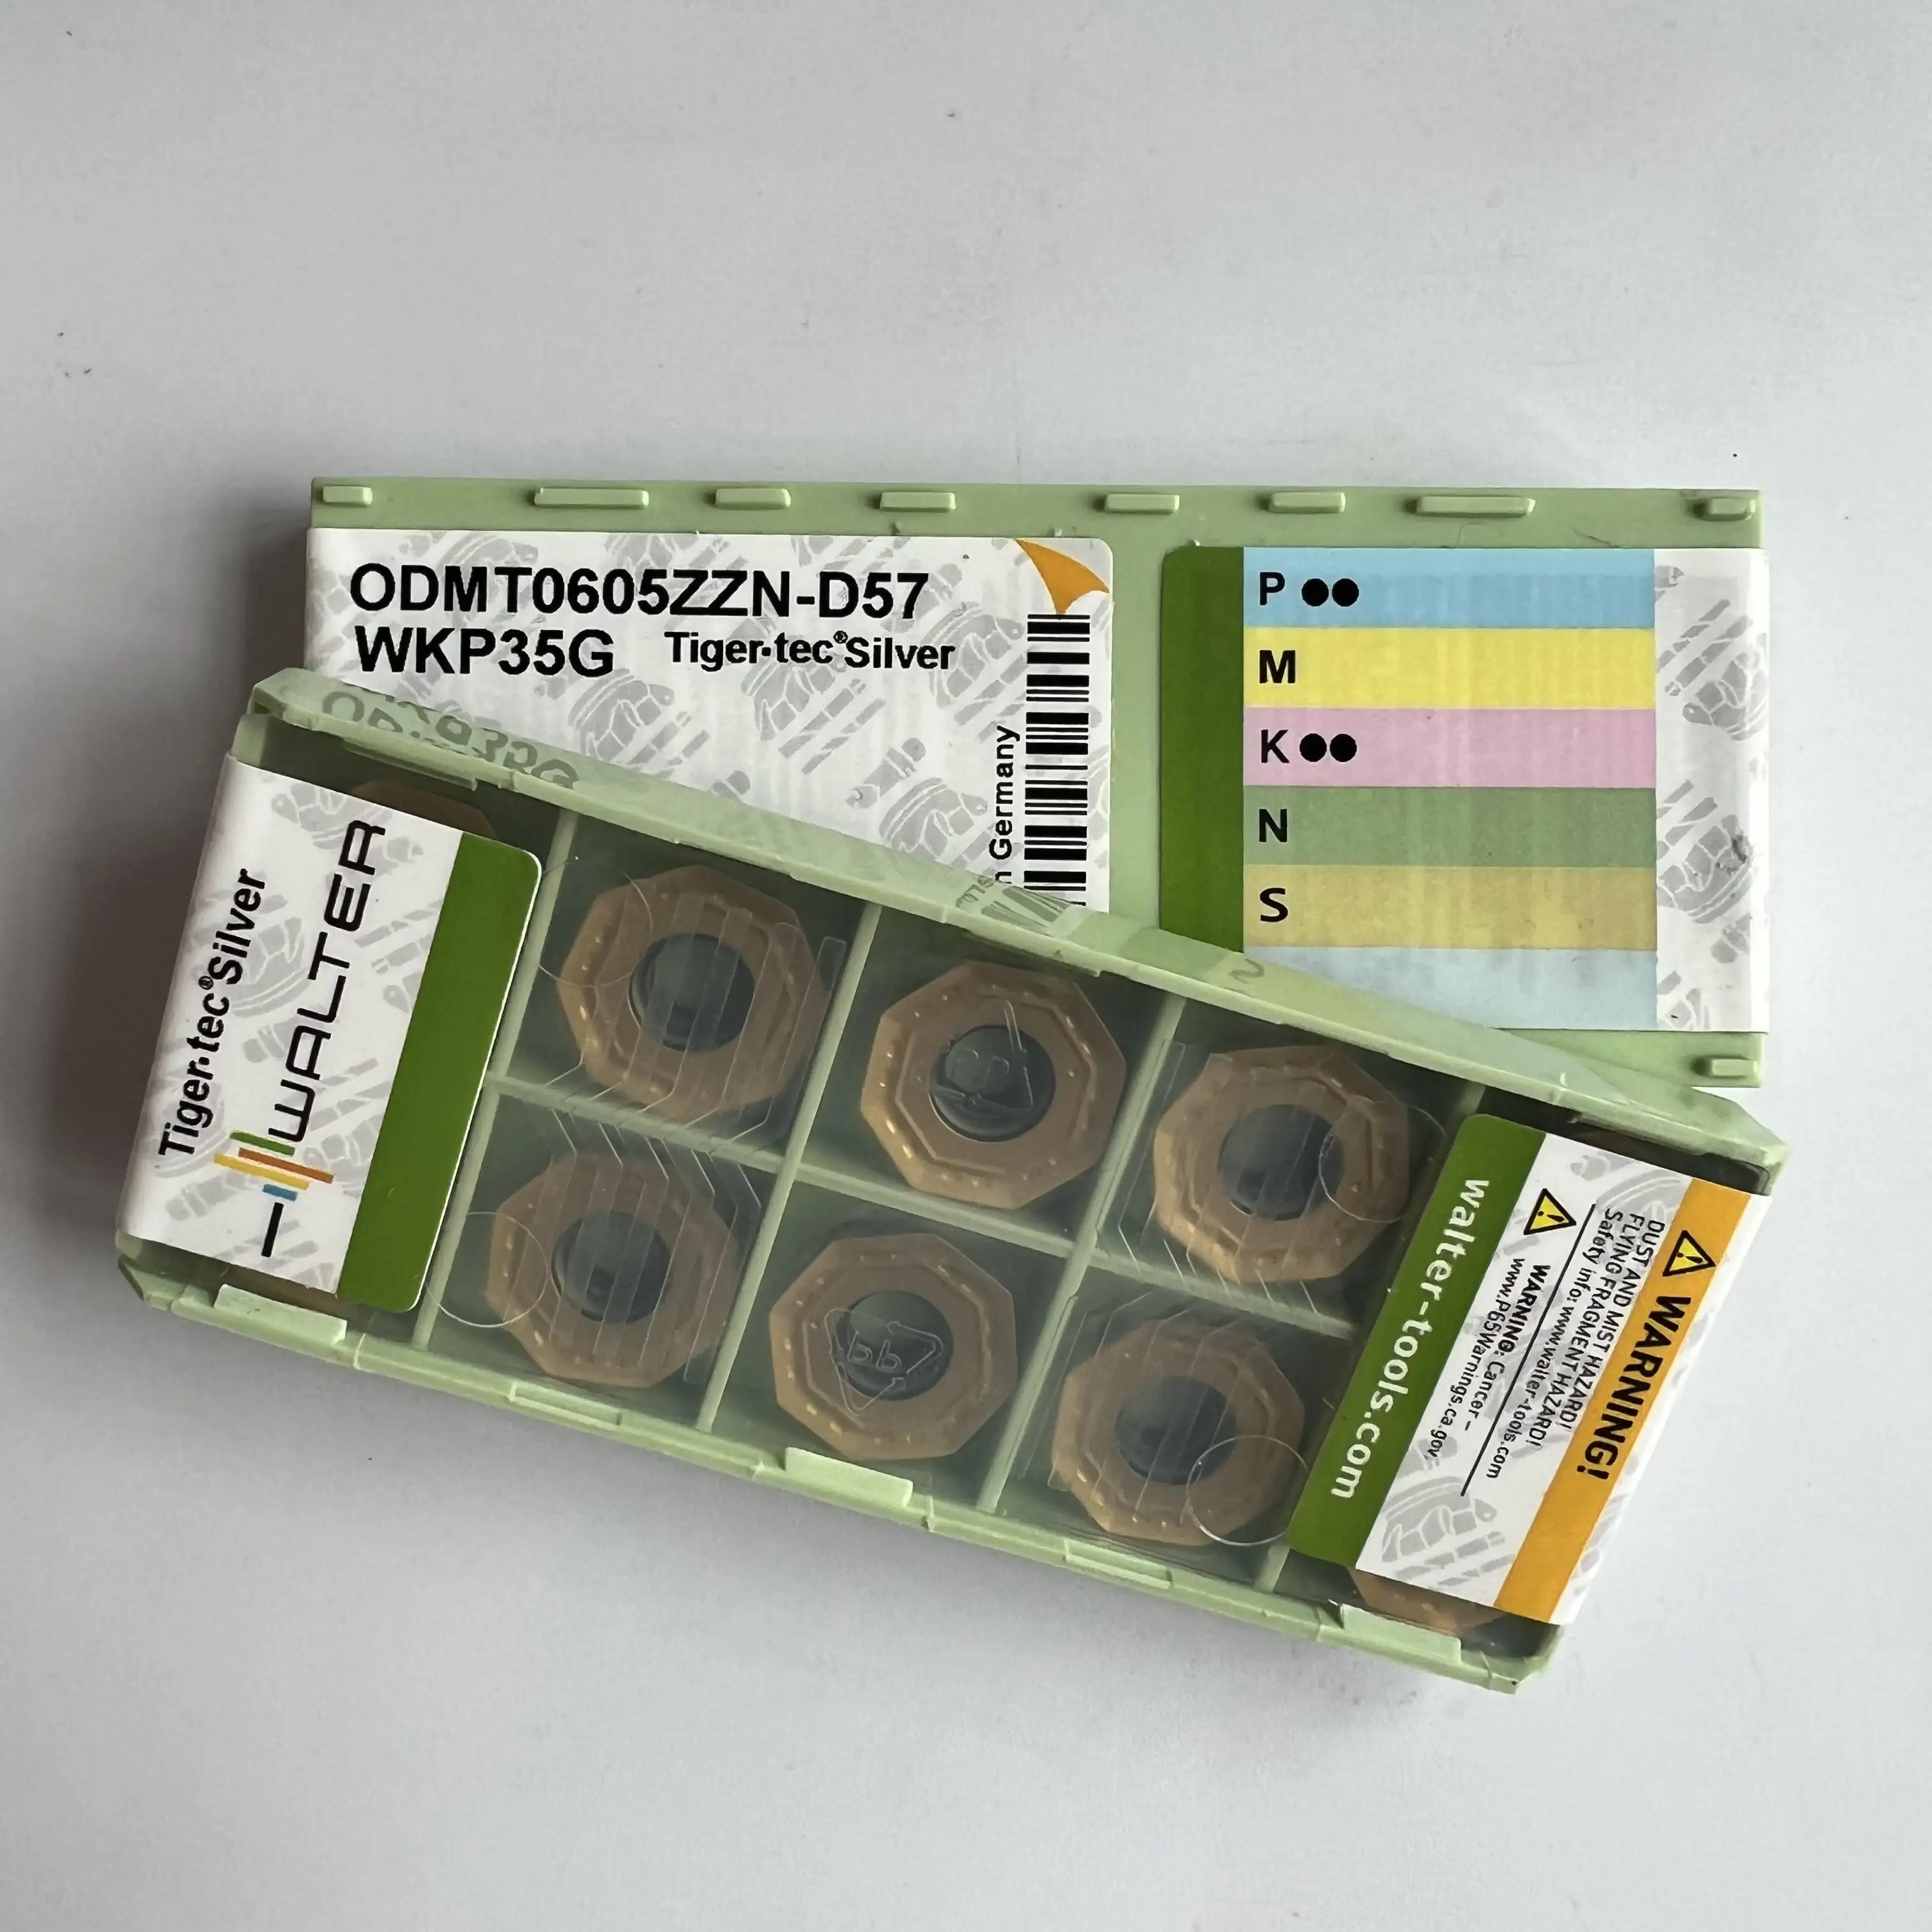 ODMT0605ZZN-D57
WKP35G Tiger·tec®Silver
Germany
P ●●
M
K ●●
N
S
Tiger·tec®Silver
WALTER
walter-tools.com
WARNING!
DUST AND MIST HAZARD!
FLYING FRAGMENT HAZARD!
Safety info: www.walter-tools.com
WARNING: Cancer –
www.P65Warnings.ca.gov